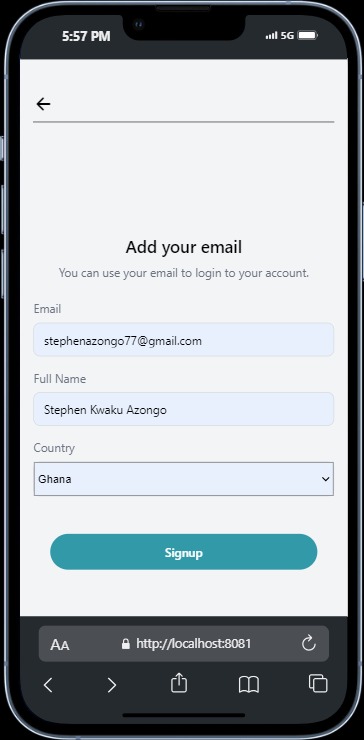 5:57 PM
5G
Add your email
You can use your email to login to your account.
Email
stephenazongo77@gmail.com
Full Name
Stephen Kwaku Azongo
Country
Ghana
Signup
AA
http://localhost:8081